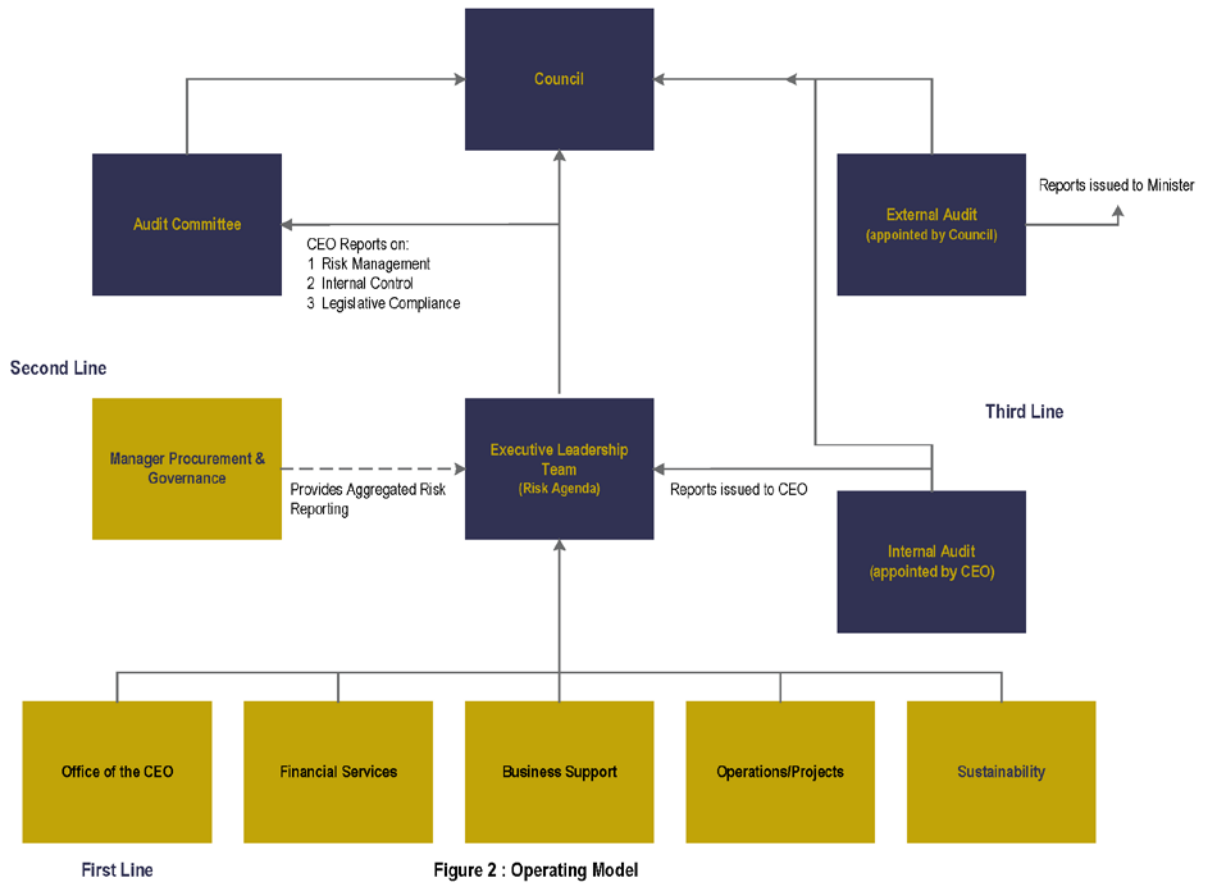 Council
Audit Committee
External Audit
(appointed by Council)
Reports issued to Minister
CEO Reports on:
1 Risk Management
2 Internal Control
3 Legislative Compliance
Second Line
Third Line
Manager Procurement &
Governance
Provides Aggregated Risk
Reporting
Executive Leadership
Team
(Risk Agenda)
Reports issued to CEO
Internal Audit
(appointed by CEO)
Office of the CEO
Financial Services
Business Support
Operations/Projects
Sustainability
First Line
Figure 2 : Operating Model